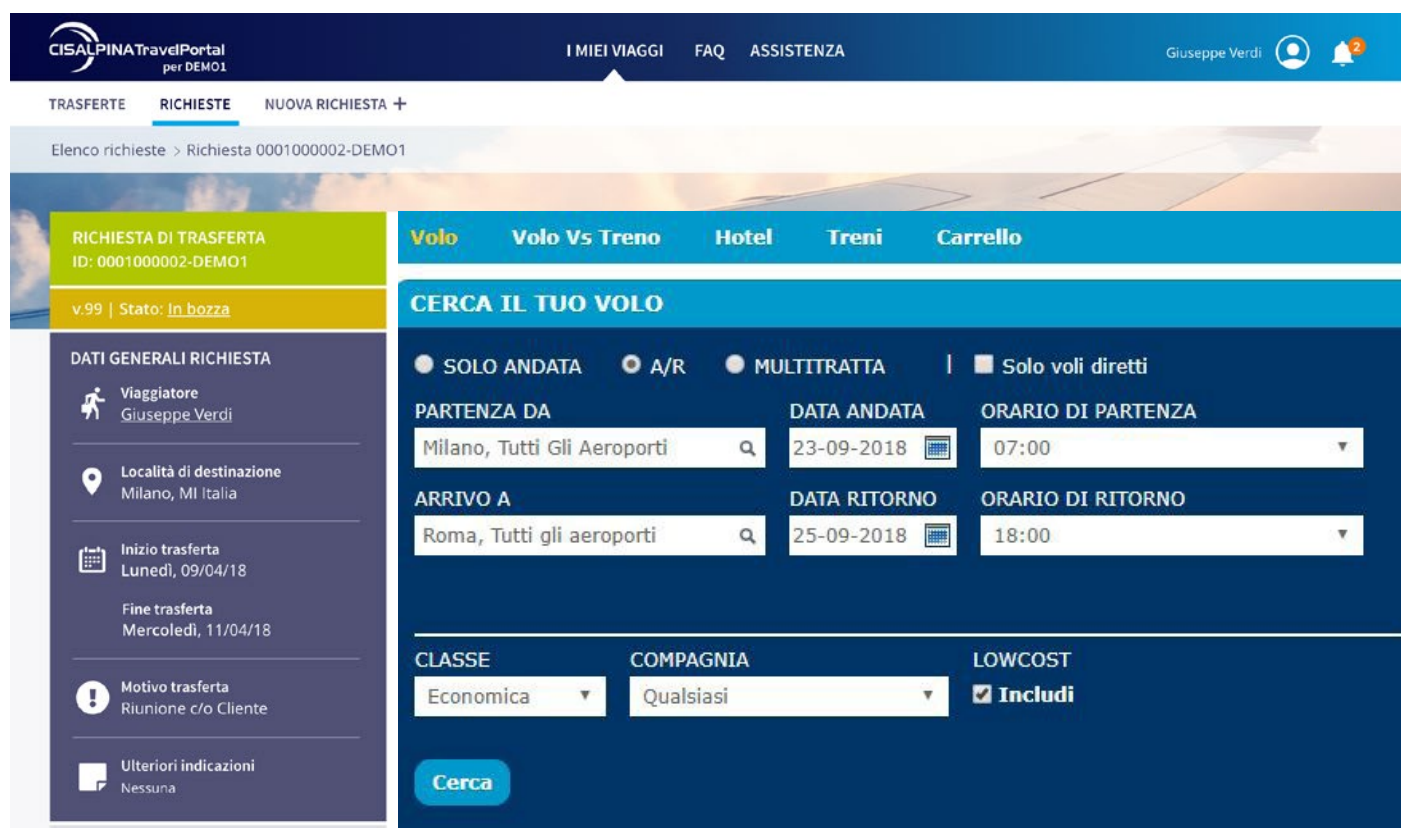 CISALPINATravelPortal
per DEMO1
I MIEI VIAGGI FAQ ASSISTENZA
Giuseppe Verdi 2
TRASFERTE RICHIESTE NUOVA RICHIESTA +
Elenco richieste > Richiesta 0001000002-DEMO1
RICHIESTA DI TRASFERTA
ID: 0001000002-DEMO1
v.99 | Stato: In bozza
DATI GENERALI RICHIESTA
Viaggiatore
Giuseppe Verdi
Località di destinazione
Milano, MI Italia
Inizio trasferta
Lunedì, 09/04/18
Fine trasferta
Mercoledì, 11/04/18
Motivo trasferta
Riunione c/o Cliente
Ulteriori indicazioni
Nessuna
Volo Volo Vs Treno Hotel Treni Carrello
CERCA IL TUO VOLO
SOLO ANDATA A/R MULTITRATTA | Solo voli diretti
PARTENZA DA DATA ANDATA ORARIO DI PARTENZA
Milano, Tutti Gli Aeroporti 23-09-2018 07:00
ARRIVO A DATA RITORNO ORARIO DI RITORNO
Roma, Tutti gli aeroporti 25-09-2018 18:00
CLASSE COMPAGNIA LOWCOST
Economica Qualsiasi Includi
Cerca